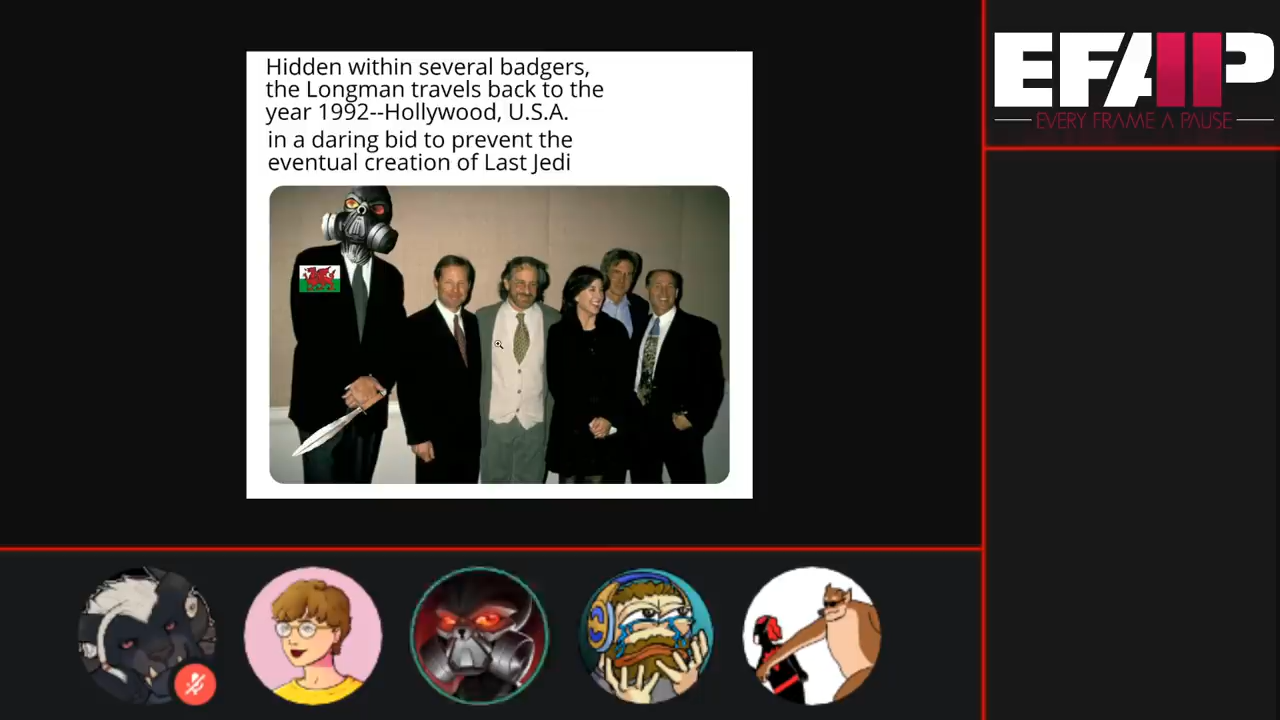 Hidden within several badgers,
the Longman travels back to the
year 1992--Hollywood, U.S.A.
in a daring bid to prevent the
eventual creation of Last Jedi
EFAP
EVERY FRAME A PAUSE